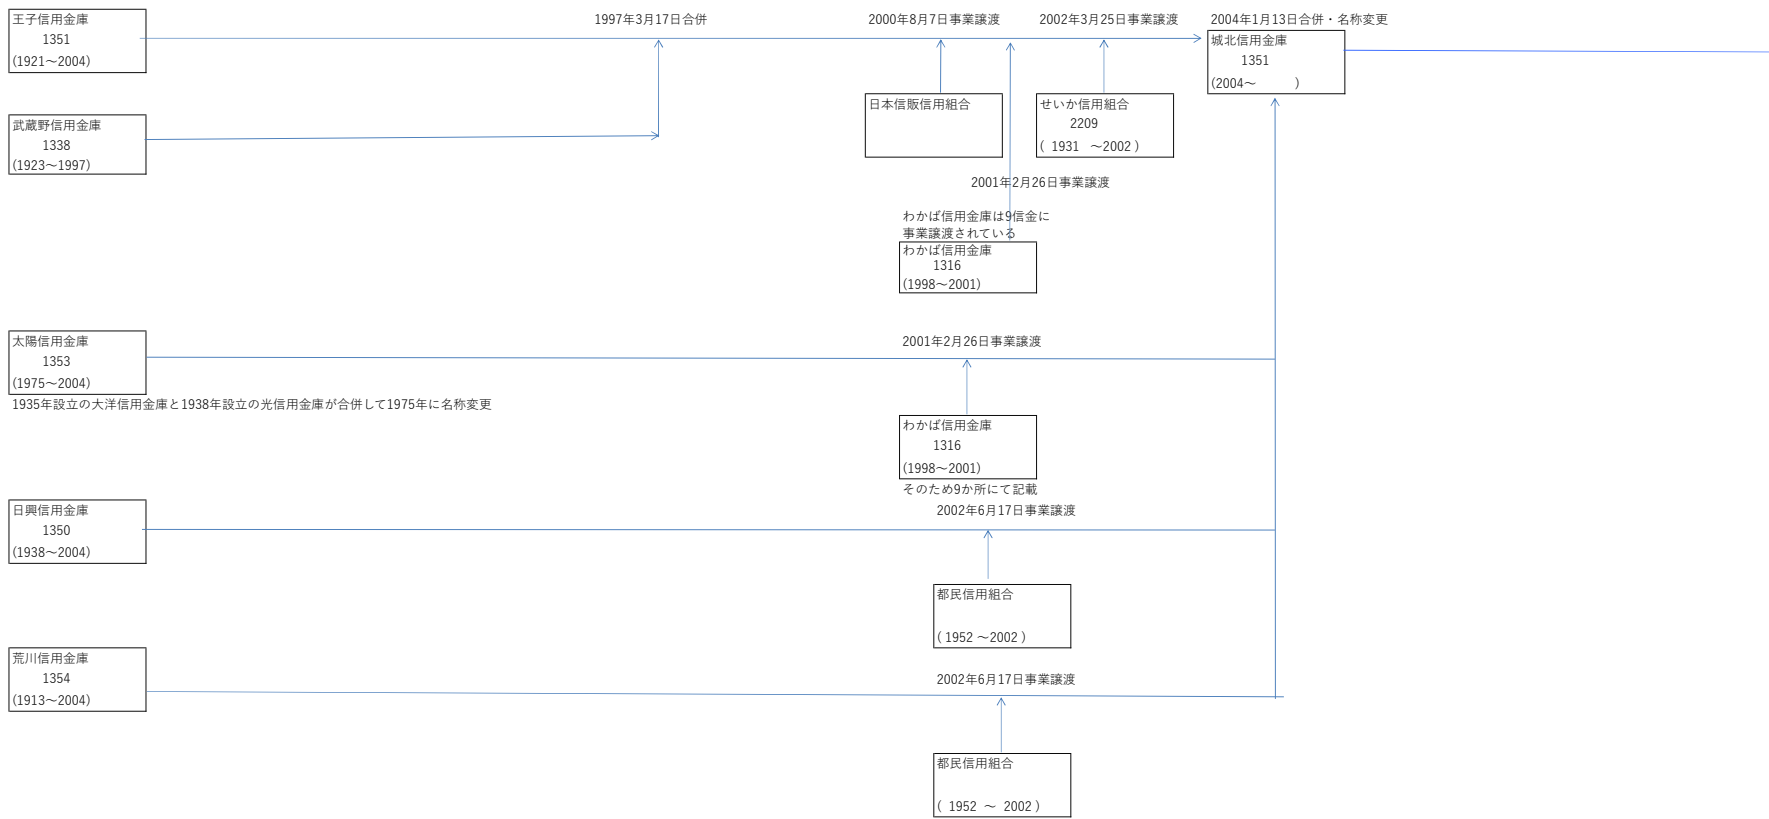 王子信用金庫
1351
(1921～2004)
1997年3月17日合併
2000年8月7日事業譲渡
2002年3月25日事業譲渡
2004年1月13日合併・名称変更
城北信用金庫
1351
(2004～ )
武蔵野信用金庫
1338
(1923～1997)
日本信販信用組合
せいか信用組合
2209
( 1931 ～2002 )
2001年2月26日事業譲渡
わかば信用金庫は9信金に
事業譲渡されている
わかば信用金庫
1316
(1998～2001)
太陽信用金庫
1353
(1975～2004)
1935年設立の大洋信用金庫と1938年設立の光信用金庫が合併して1975年に名称変更
2001年2月26日事業譲渡
わかば信用金庫
1316
(1998～2001)
そのため9か所にて記載
日興信用金庫
1350
(1938～2004)
2002年6月17日事業譲渡
都民信用組合
( 1952 ～2002 )
荒川信用金庫
1354
(1913～2004)
2002年6月17日事業譲渡
都民信用組合
( 1952 ～ 2002 )